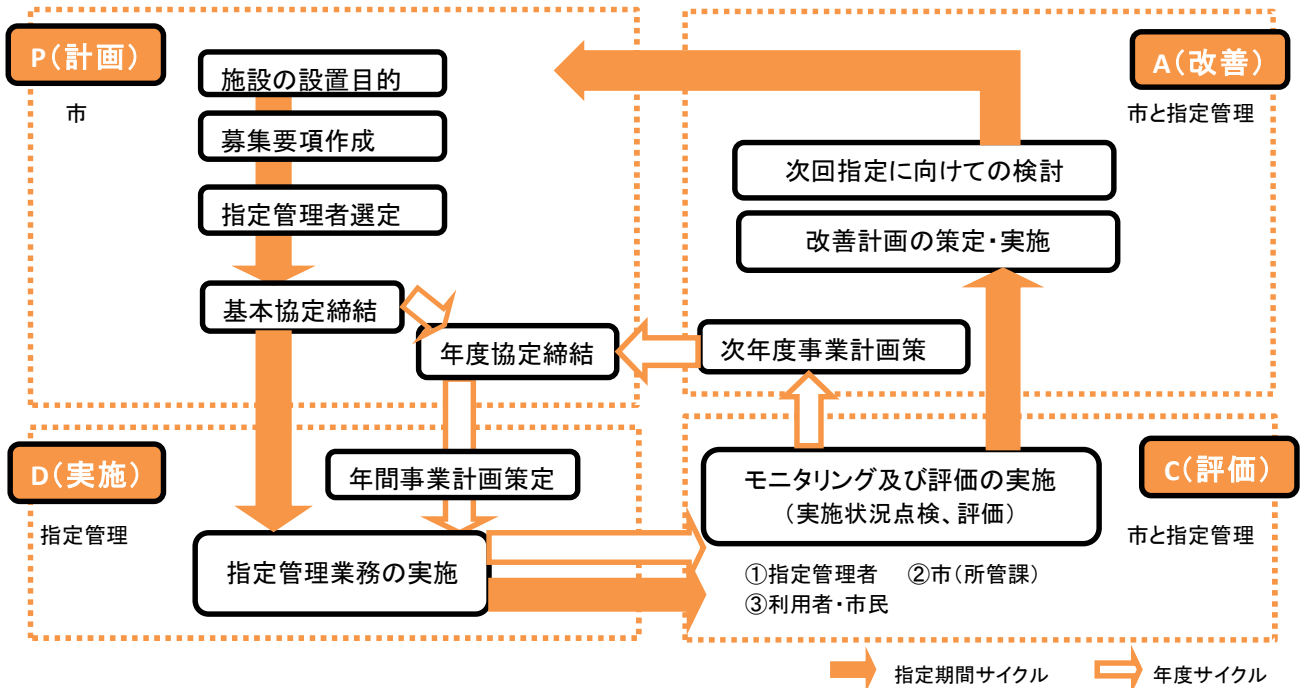 P(計画)
市
施設の設置目的
募集要項作成
指定管理者選定
基本協定締結
年度協定締結
A(改善)
市と指定管理
次回指定に向けての検討
改善計画の策定・実施
次年度事業計画策
D(実施)
指定管理
年間事業計画策定
指定管理業務の実施
C(評価)
市と指定管理
モニタリング及び評価の実施
(実施状況点検、評価)
①指定管理者 ②市(所管課)
③利用者・市民
指定期間サイクル 年度サイクル